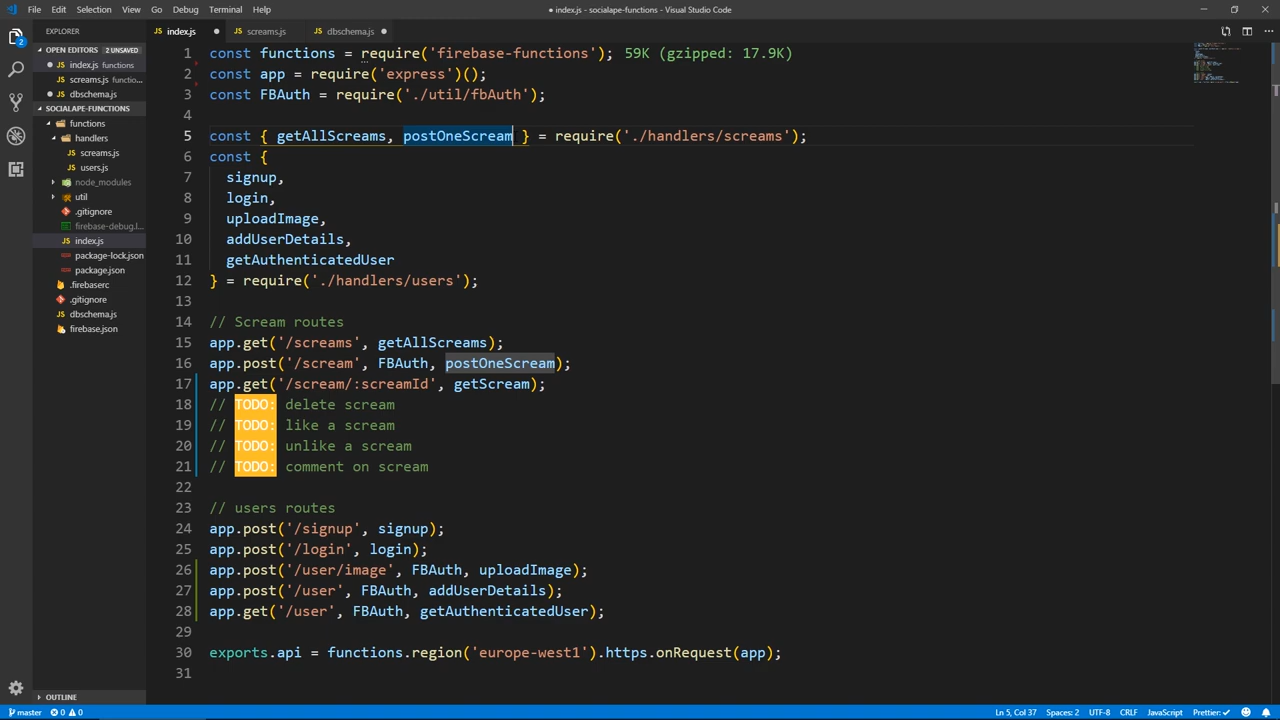 File Edit Selection View Go Debug Terminal Help
● index.js - socialape-functions - Visual Studio Code
EXPLORER
OPEN EDITORS 2 UNSAVED
index.js functions
screams.js functio...
dbschema.js
SOCIALAPE-FUNCTIONS
functions
handlers
screams.js
users.js
node_modules
util
.gitignore
firebase-debug.l...
index.js
package-lock.json
package.json
.firebaserc
.gitignore
dbschema.js
firebase.json
OUTLINE
index.js screams.js dbschema.js
1 const functions = require('firebase-functions'); 59K (gzipped: 17.9K)
2 const app = require('express')();
3 const FBAuth = require('./util/fbAuth');
4
5 const { getAllScreams, postOneScream } = require('./handlers/screams');
6 const {
7 signup,
8 login,
9 uploadImage,
10 addUserDetails,
11 getAuthenticatedUser
12 } = require('./handlers/users');
13
14 // Scream routes
15 app.get('/screams', getAllScreams);
16 app.post('/scream', FBAuth, postOneScream);
17 app.get('/scream/:screamId', getScream);
18 // TODO: delete scream
19 // TODO: like a scream
20 // TODO: unlike a scream
21 // TODO: comment on scream
22
23 // users routes
24 app.post('/signup', signup);
25 app.post('/login', login);
26 app.post('/user/image', FBAuth, uploadImage);
27 app.post('/user', FBAuth, addUserDetails);
28 app.get('/user', FBAuth, getAuthenticatedUser);
29
30 exports.api = functions.region('europe-west1').https.onRequest(app);
31
master 0 0 Ln 5, Col 37 Spaces: 2 UTF-8 CRLF JavaScript Prettier: ✓
2